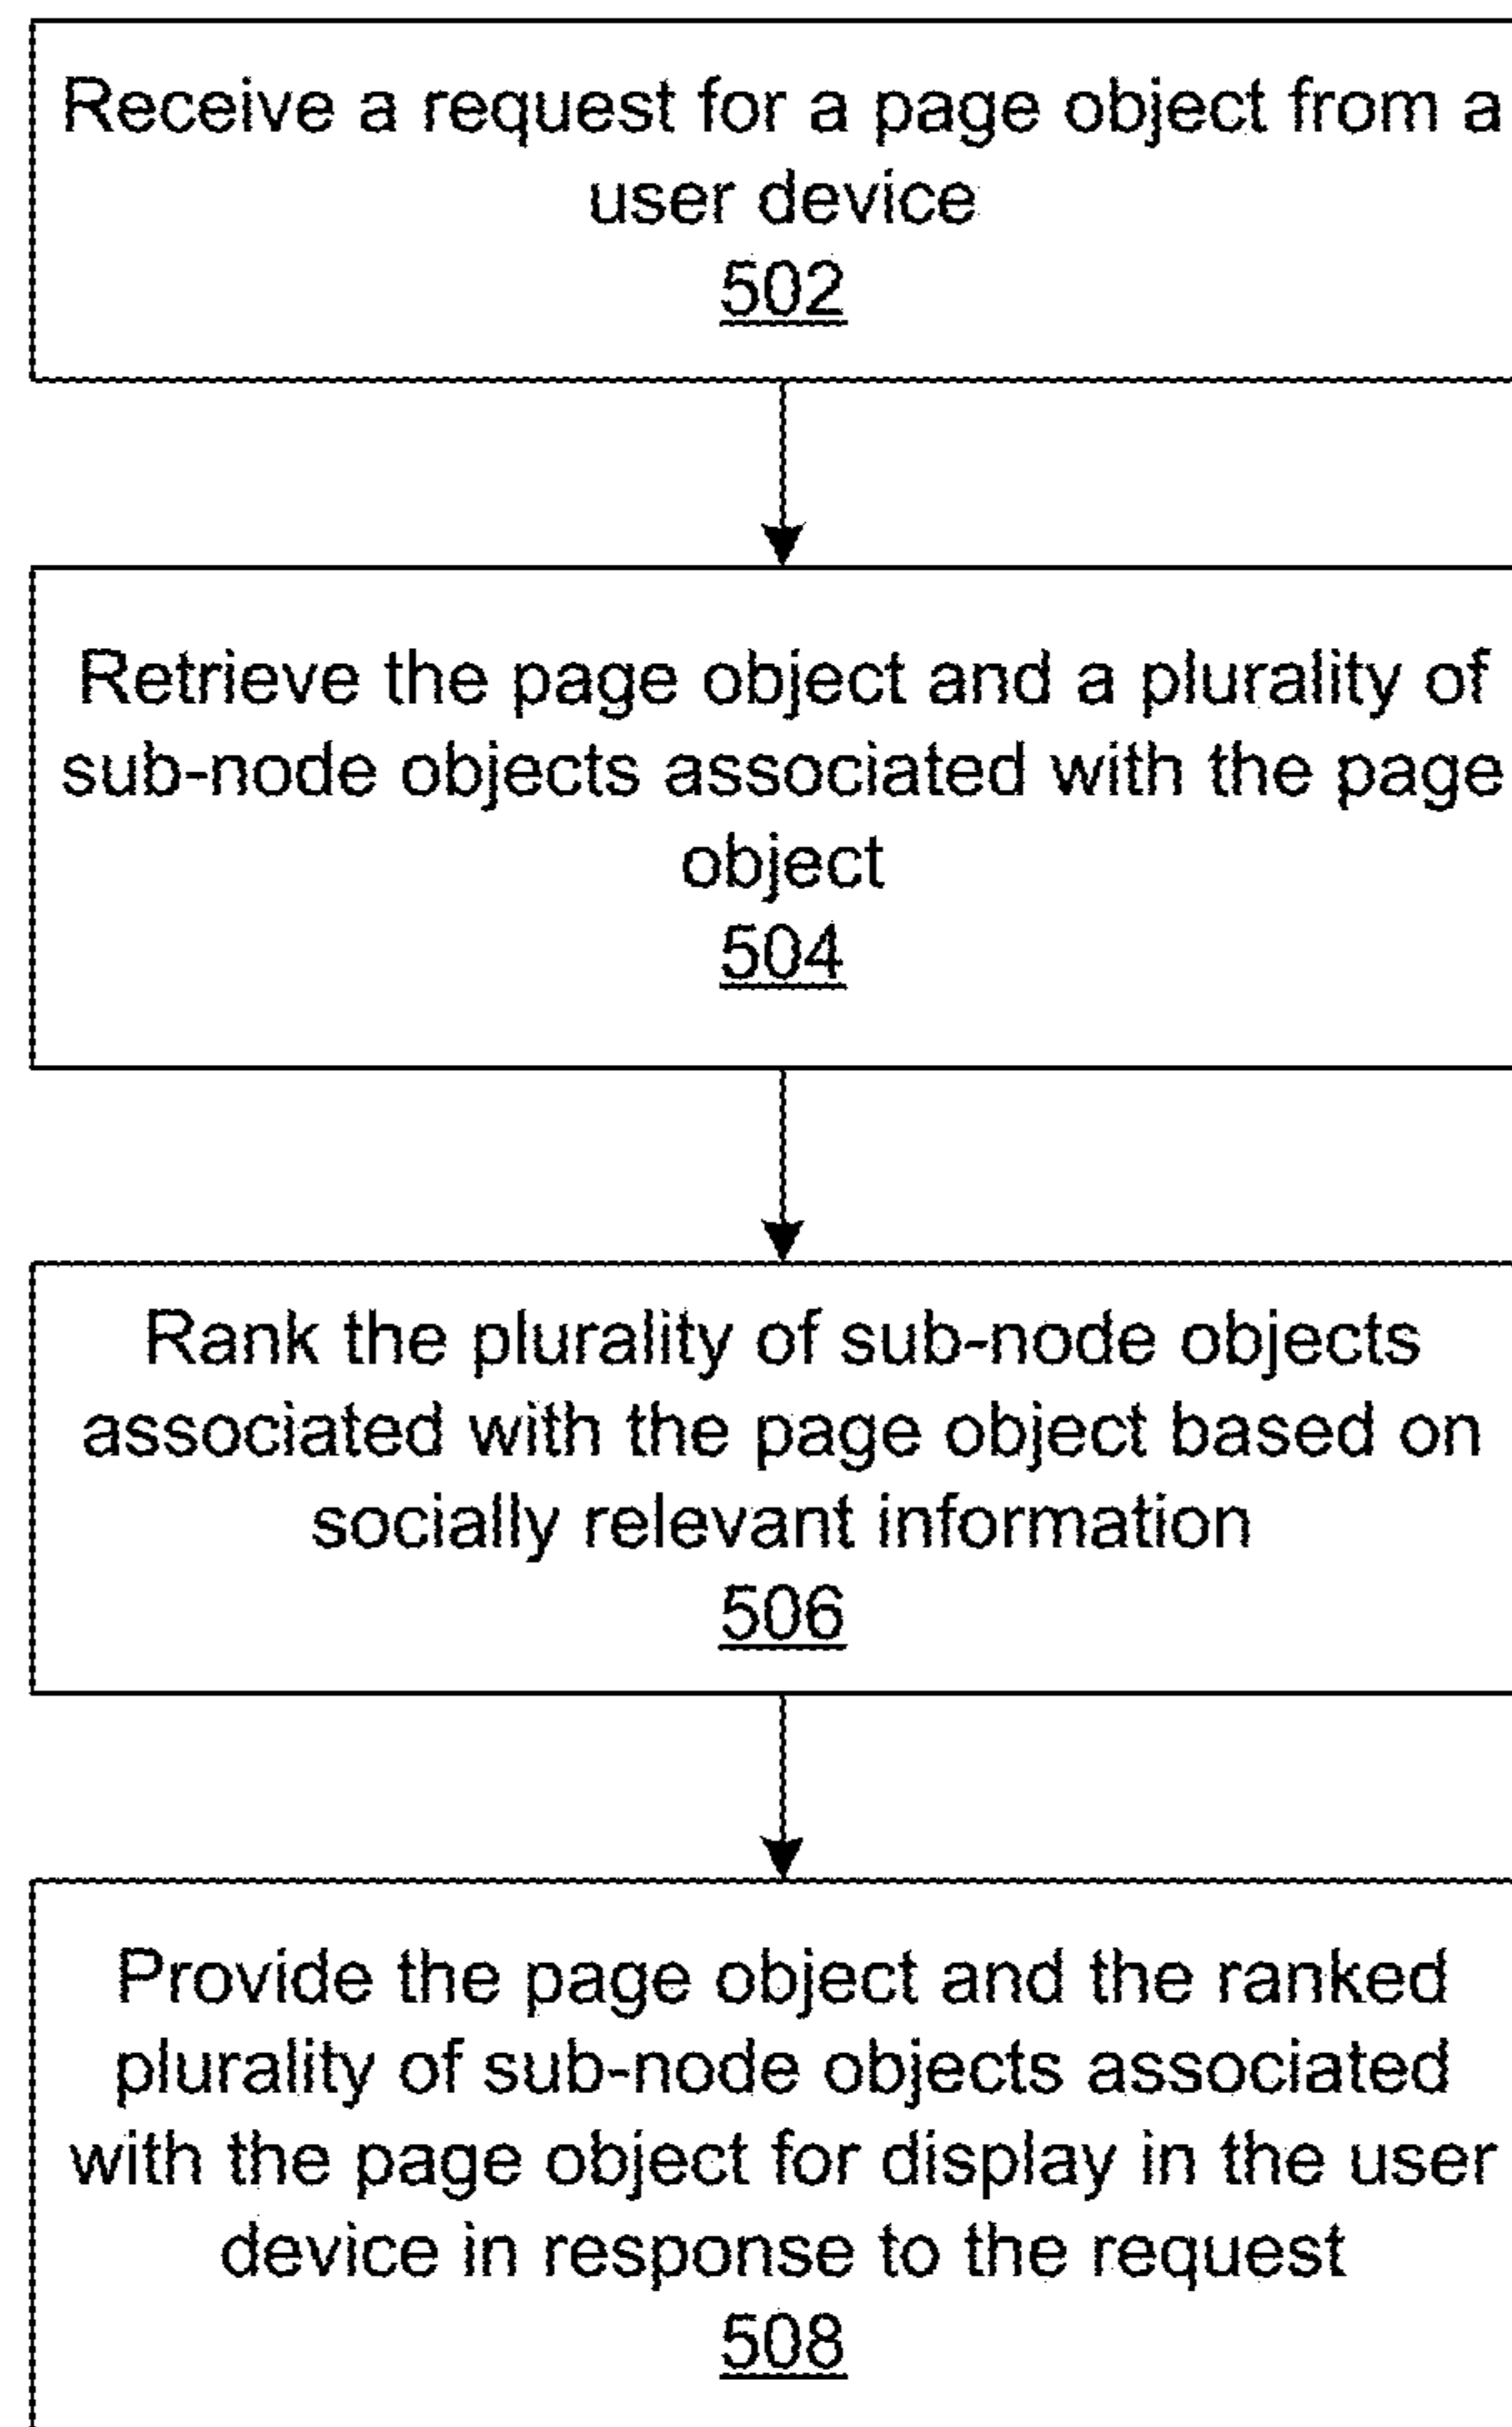 Receive a request for a page object from a
user device
502
Retrieve the page object and a plurality of
sub-node objects associated with the page
object
504
Rank the plurality of sub-node objects
associated with the page object based on
socially relevant information
506
Provide the page object and the ranked
plurality of sub-node objects associated
with the page object for display in the user
device in response to the request
508